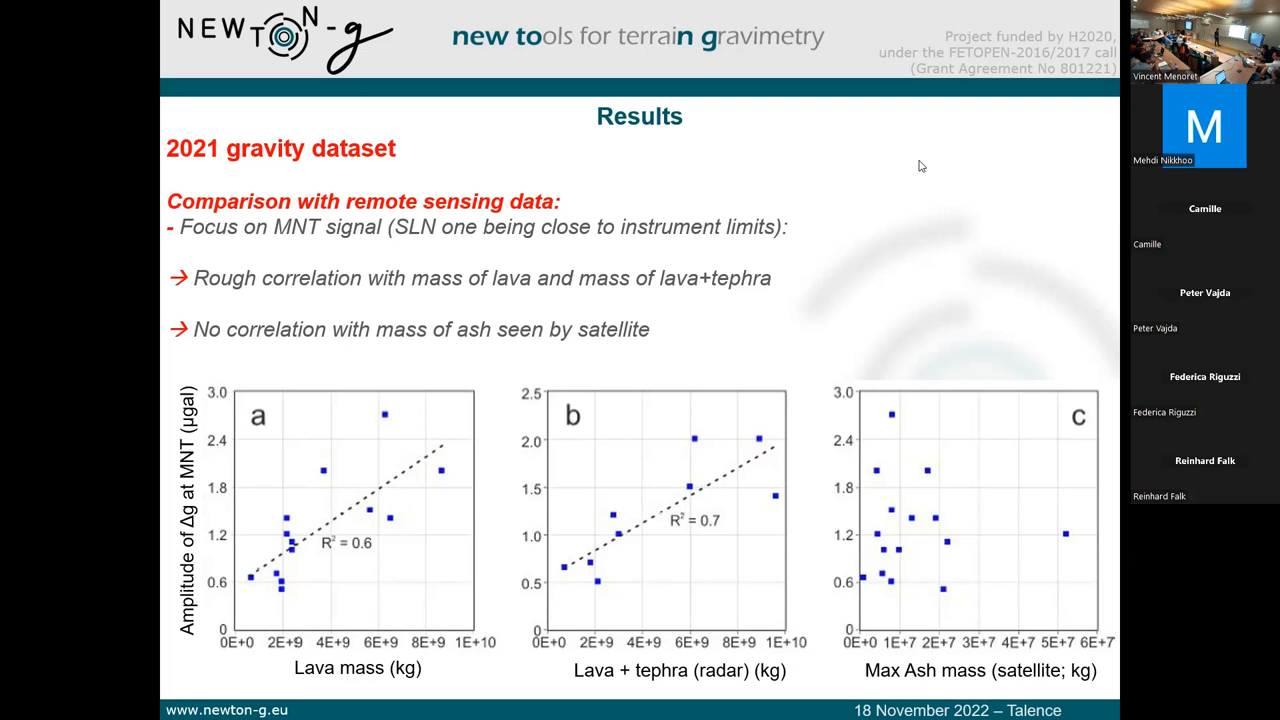 NEWTON-g
new tools for terrain gravimetry
Project funded by H2020,
under the FETOPEN-2016/2017 call
(Grant Agreement No 801221)
Results
2021 gravity dataset
Comparison with remote sensing data:
- Focus on MNT signal (SLN one being close to instrument limits):
→ Rough correlation with mass of lava and mass of lava+tephra
→ No correlation with mass of ash seen by satellite
Amplitude of Δg at MNT (µgal)
3.0
2.4
1.8
1.2
0.6
0
a
R² = 0.6
0E+0 2E+9 4E+9 6E+9 8E+9 1E+10
Lava mass (kg)
2.5
2.0
1.5
1.0
0.5
0
b
R² = 0.7
0E+0 2E+9 4E+9 6E+9 8E+9 1E+10
Lava + tephra (radar) (kg)
3.0
2.4
1.8
1.2
0.6
0
c
0E+0 1E+7 2E+7 3E+7 4E+7 5E+7 6E+7
Max Ash mass (satellite; kg)
www.newton-g.eu
18 November 2022 – Talence
Vincent Menoret
M
Mehdi Nikkhoo
Camille
Camille
Peter Vajda
Peter Vajda
Federica Riguzzi
Federica Riguzzi
Reinhard Falk
Reinhard Falk